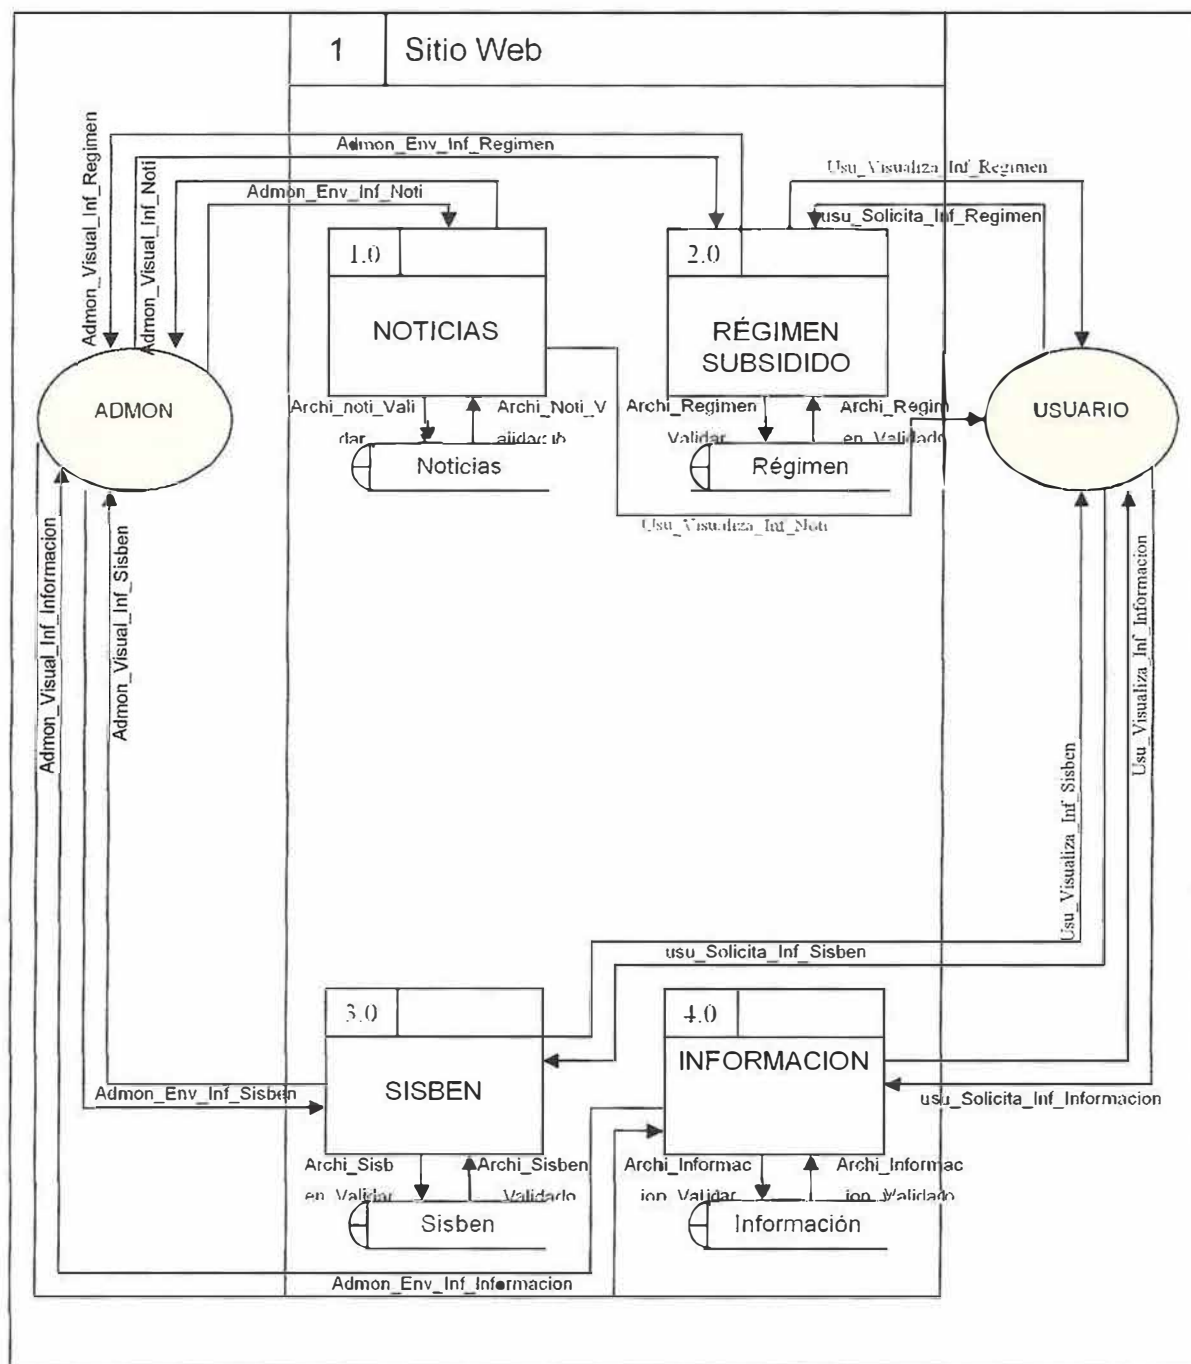 1 Sitio Web
Admon_Env_Inf_Regimen
Admon_Env_Inf_Noti
Usu_Visualiza_Inf_Regimen
usu_Solicita_Inf_Regimen
Admon_Visual_Inf_Regimen
Admon_Visual_Inf_Noti
1.0
NOTICIAS
2.0
RÉGIMEN
SUBSIDIDO
ADMON
USUARIO
Archi_noti_Vali
dar
Archi_Noti_V
alidacio
Noticias
Archi_Regimen
Validar
Archi_Regim
en_Validado
Régimen
Usu_Visualiza_Inf_Noti
Admon_Visual_Inf_Informacion
Admon_Visual_Inf_Sisben
Usu_Visualiza_Inf_Sisben
Usu_Visualiza_Inf_Informacion
usu_Solicita_Inf_Sisben
3.0
SISBEN
4.0
INFORMACION
Admon_Env_Inf_Sisben
usu_Solicita_Inf_Informacion
Archi_Sisb
en_Validar
Archi_Sisben
Validado
Sisben
Archi_Informac
ion_Validar
Archi_Informac
ion_Validado
Información
Admon_Env_Inf_Informacion